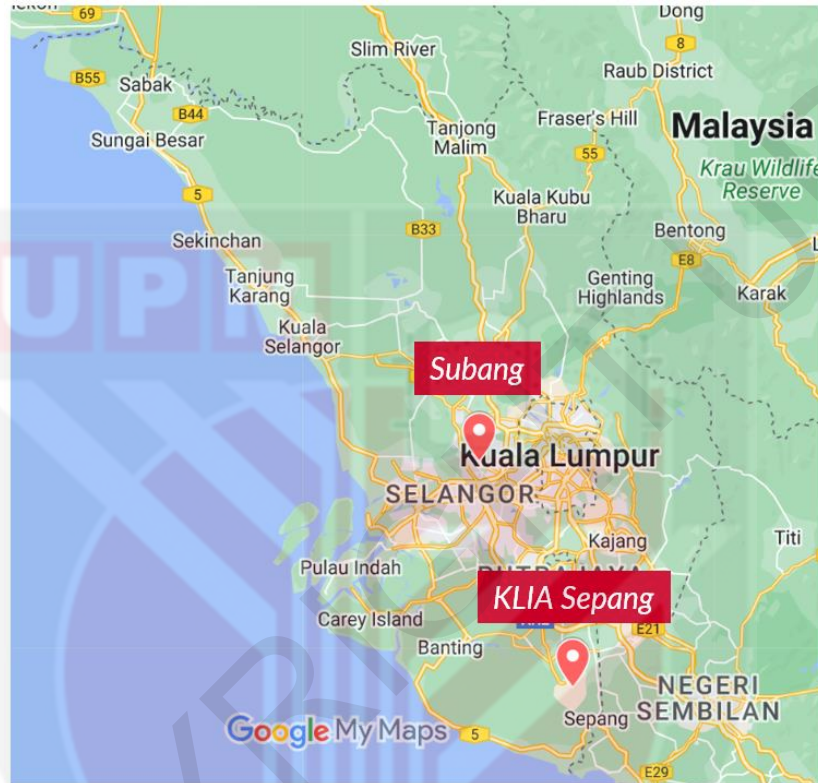 69
Dong
Slim River
8
B55
Sabak
Raub District
B44
Fraser's Hill
Malaysia
Sungai Besar
Tanjong
Malim
55
Krau Wildlife
Reserve
5
Kuala Kubu
Bharu
Sekinchan
B33
Bentong
E8
Tanjung
Karang
Genting
Highlands
Karak
UPM
Kuala
Selangor
Subang
Kuala Lumpur
SELANGOR
Kajang
Titi
Pulau Indah
PUTRAJAYA
KLIA Sepang
Carey Island
E21
Banting
NEGERI
SEMBILAN
Sepang
Google My Maps
5
E29